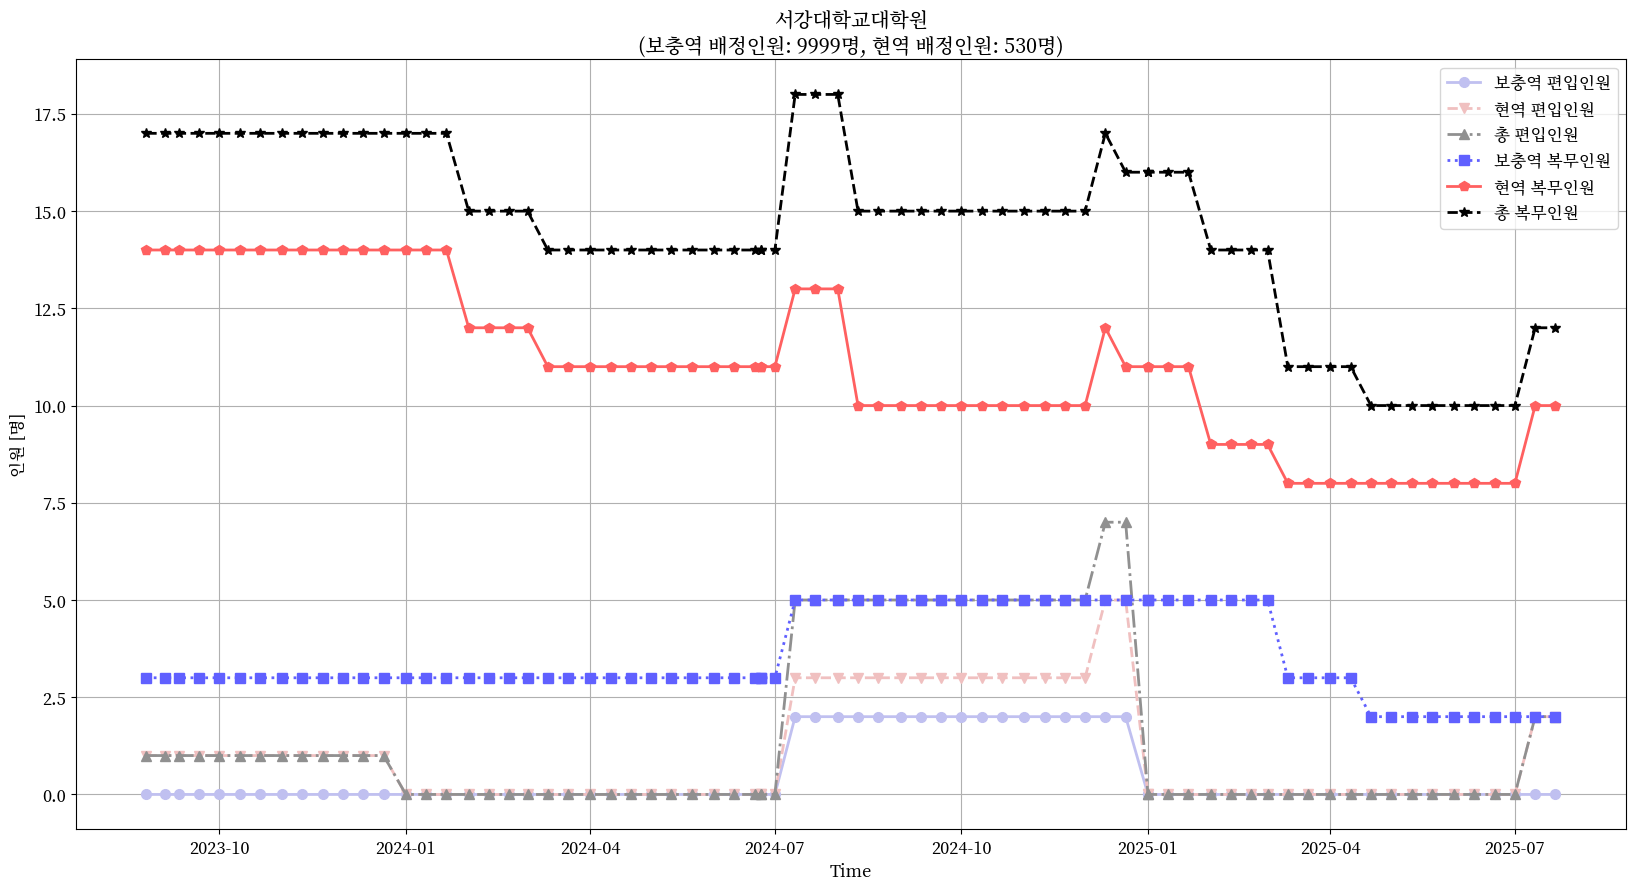 서강대학교대학원
(보충역 배정인원: 9999명, 현역 배정인원: 530명)
보충역 편입인원
현역 편입인원
총 편입인원
보충역 복무인원
현역 복무인원
총 복무인원
인원 [명]
17.5
15.0
12.5
10.0
7.5
5.0
2.5
0.0
2023-10
2024-01
2024-04
2024-07
2024-10
2025-01
2025-04
2025-07
Time